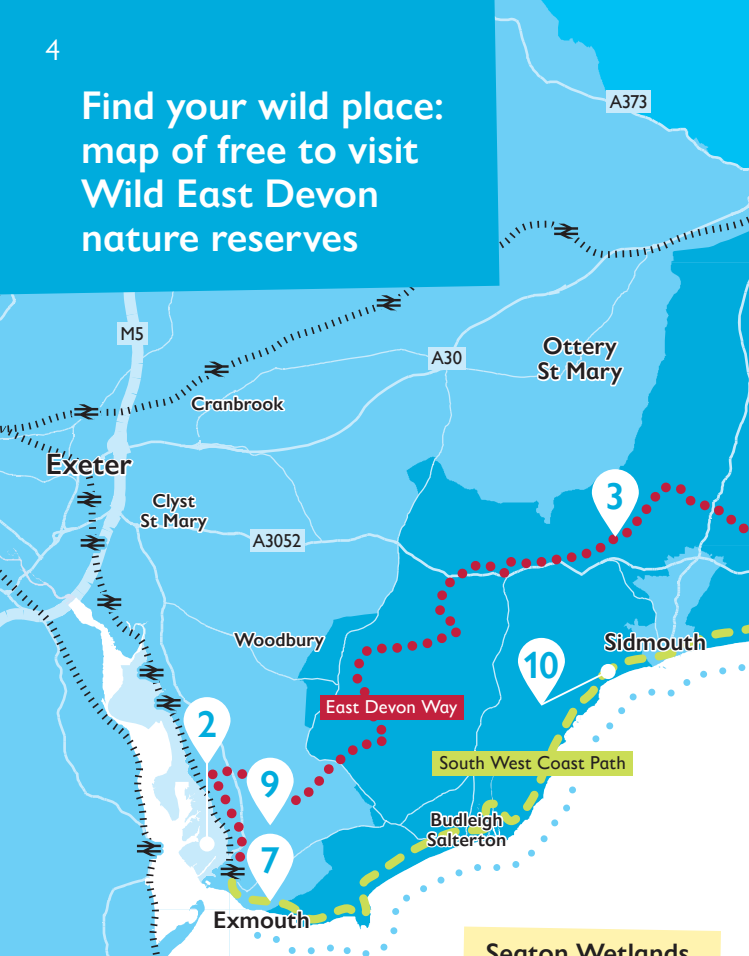 4
Find your wild place:
map of free to visit
Wild East Devon
nature reserves
A373
M5
A30
Ottery
St Mary
Cranbrook
Exeter
Clyst
St Mary
3
A3052
Woodbury
Sidmouth
10
East Devon Way
2
South West Coast Path
9
Budleigh
Salterton
7
Exmouth
Seaton Wetlands